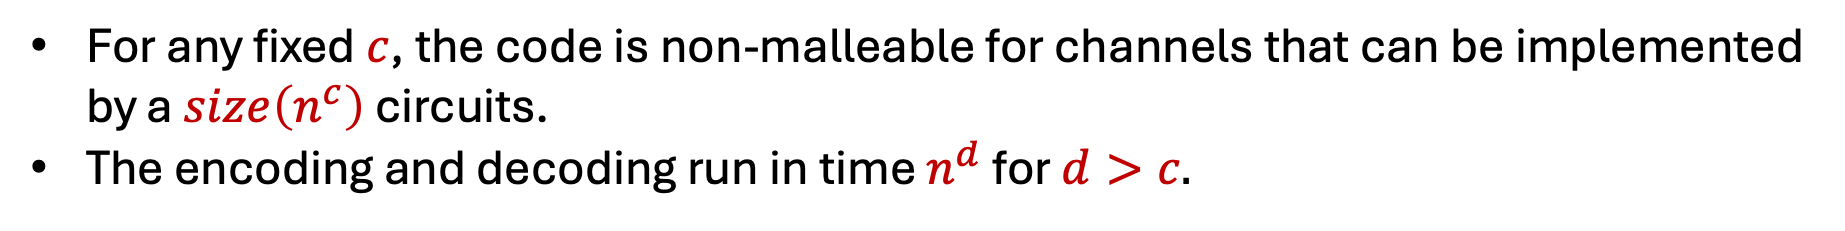 • For any fixed c, the code is non-malleable for channels that can be implemented
by a size(n^c) circuits.
• The encoding and decoding run in time n^d for d > c.